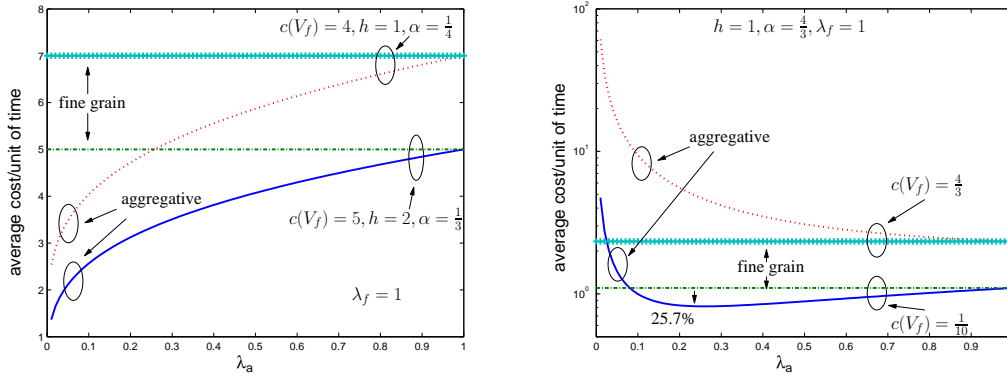 c(V_f) = 4, h = 1, α = 1/4
fine grain
aggregative
c(V_f) = 5, h = 2, α = 1/3
λ_f = 1
average cost/unit of time
7
6
5
4
3
2
1
0 0.1 0.2 0.3 0.4 0.5 0.6 0.7 0.8 0.9 1
λ_a
h = 1, α = 4/3, λ_f = 1
aggregative
c(V_f) = 4/3
fine grain
25.7%
c(V_f) = 1/10
average cost/unit of time
10^2
10^1
10^0
0 0.1 0.2 0.3 0.4 0.5 0.6 0.7 0.8 0.9
λ_a